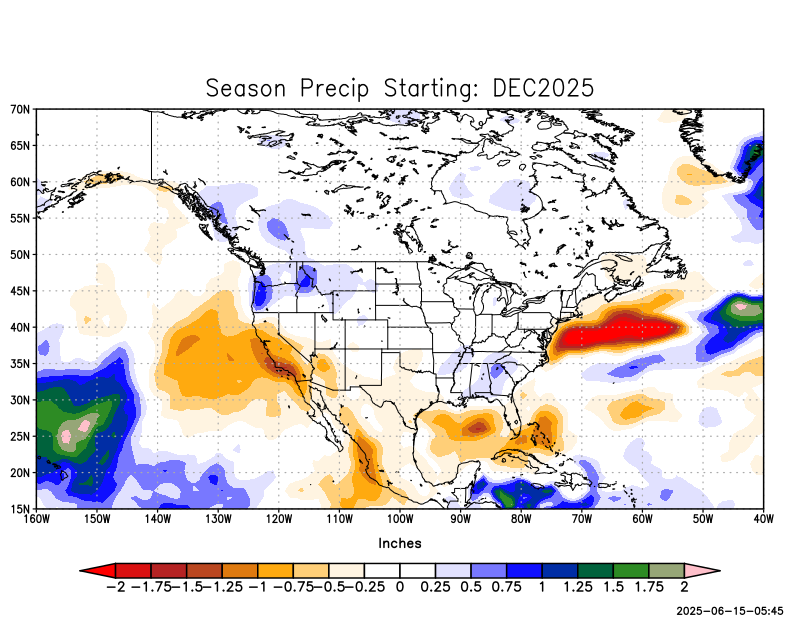 Season Precip Starting: DEC2025
70N
65N
60N
55N
50N
45N
40N
35N
30N
25N
20N
15N
160W 150W 140W 130W 120W 110W 100W 90W 80W 70W 60W 50W 40W
Inches
−2 −1.75 −1.5 −1.25 −1 −0.75 −0.5 −0.25 0 0.25 0.5 0.75 1 1.25 1.5 1.75 2
2025−06−15−05:45